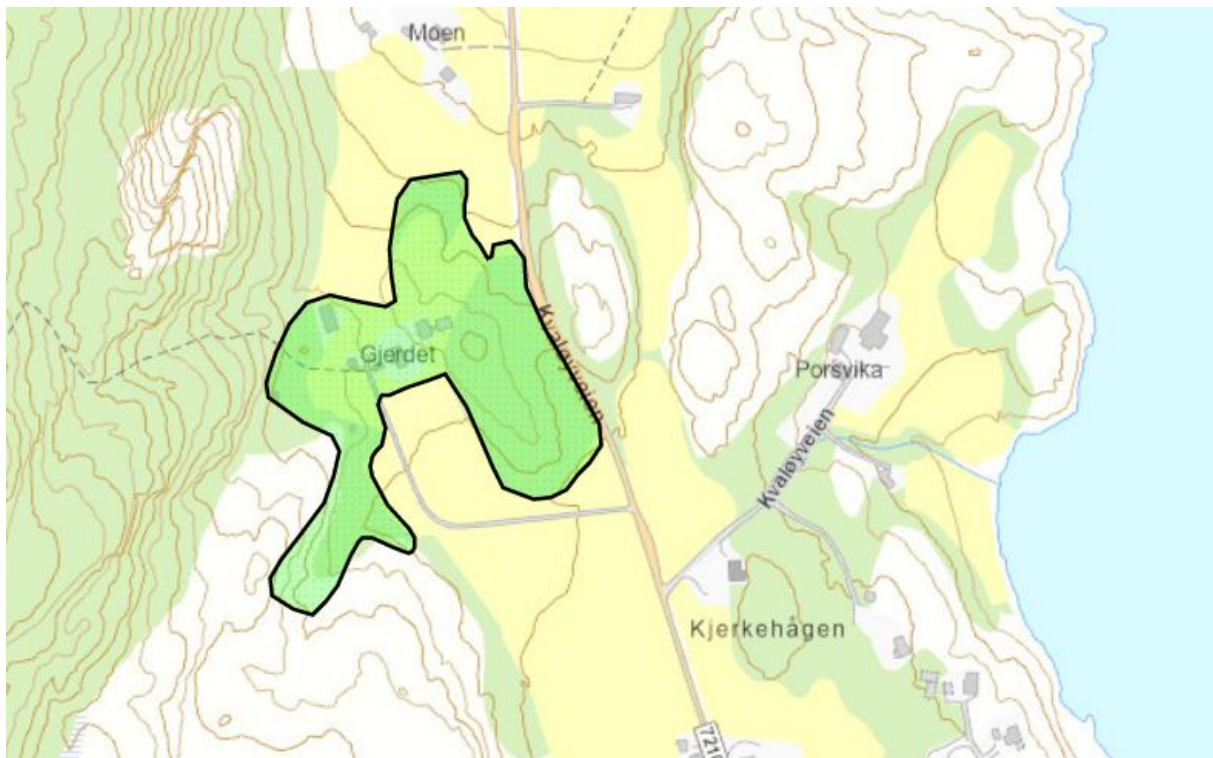 Moen
Kvaløyveien
Gjerdet
Porsvika
Kvaløyveien
Kjerkehågen